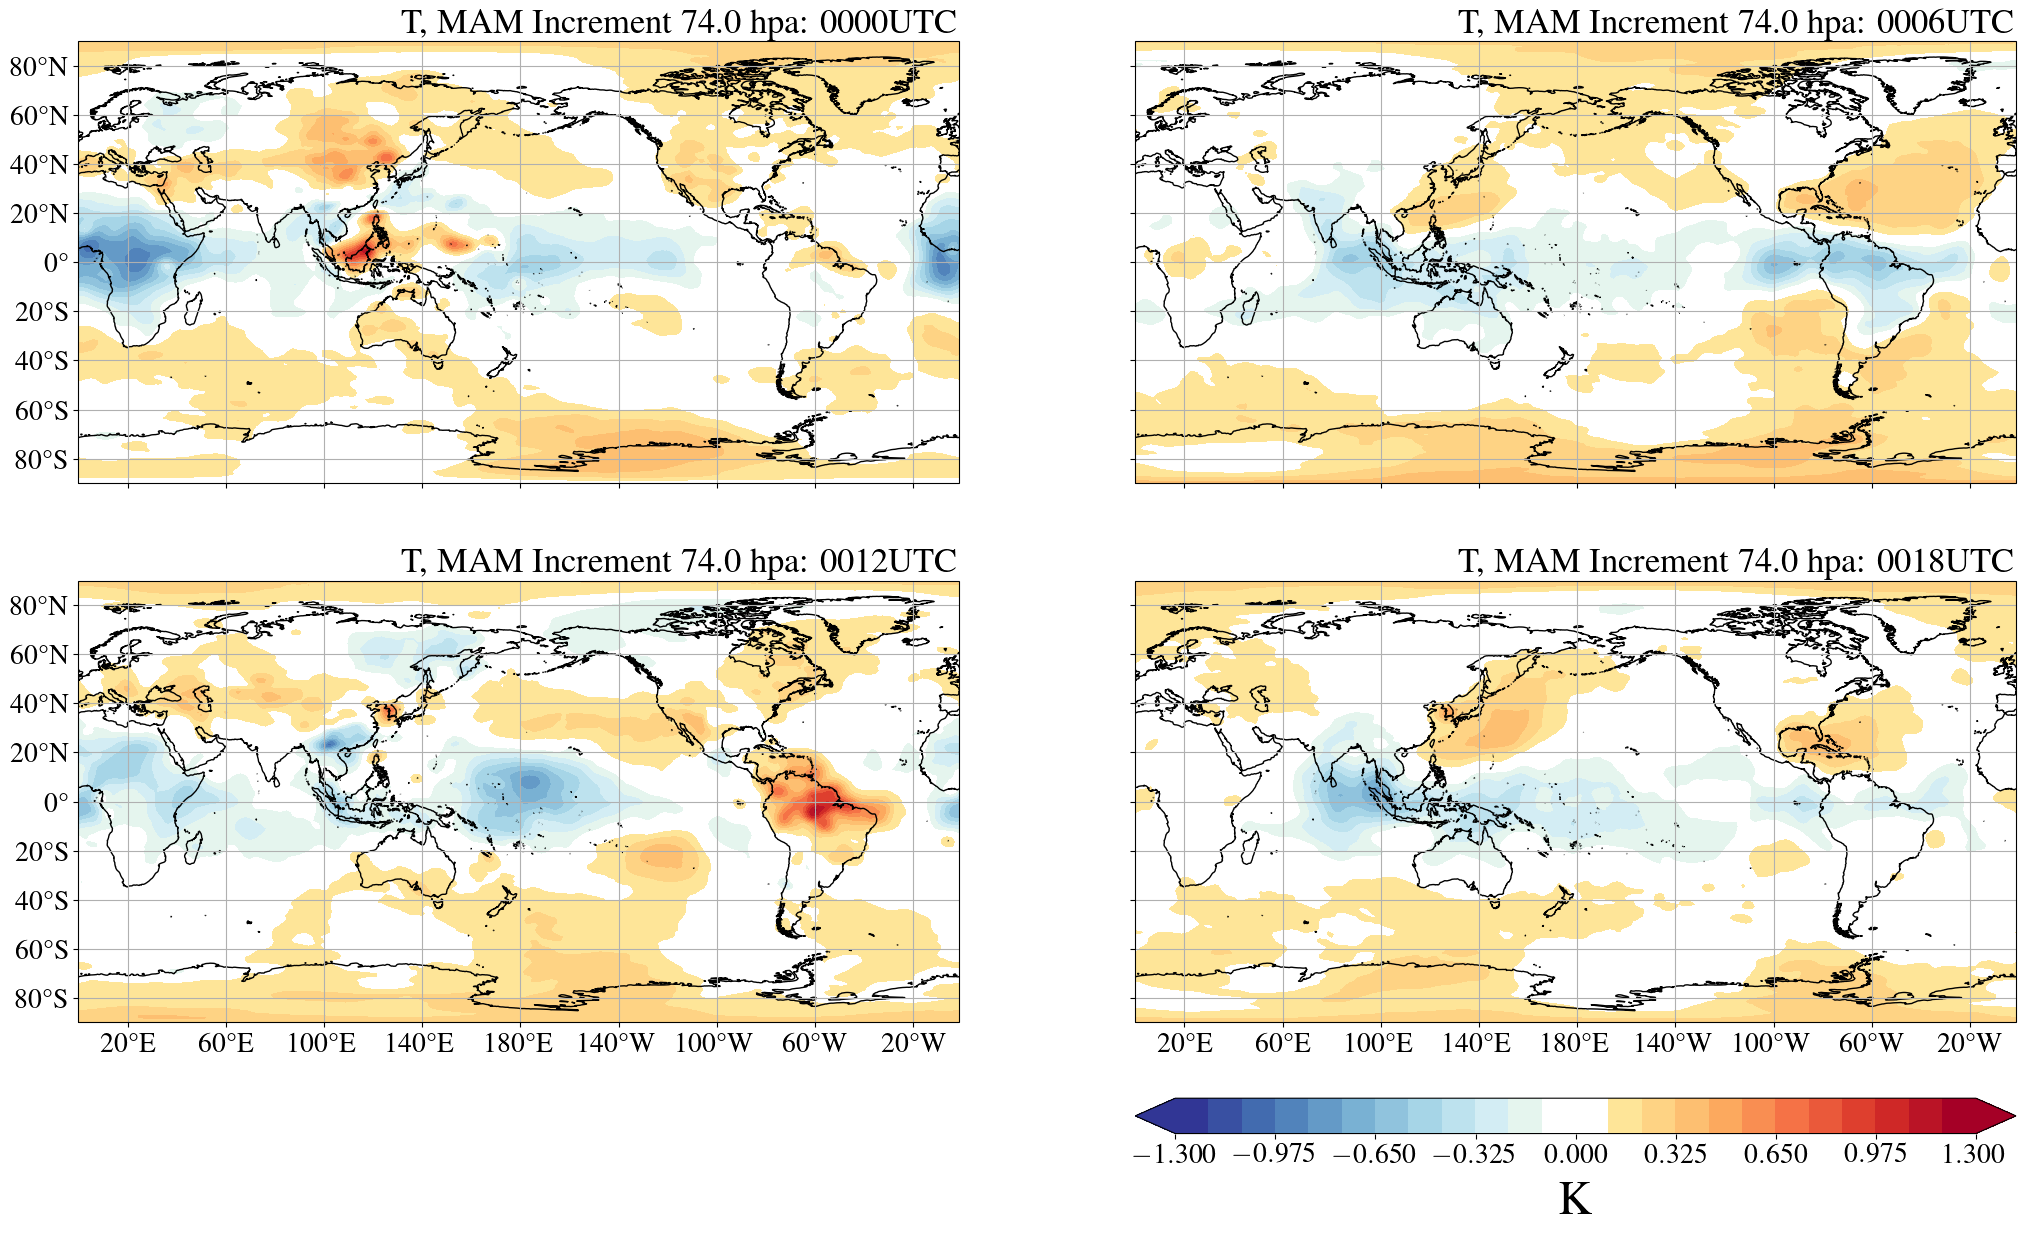 T, MAM Increment 74.0 hpa: 0000UTC
T, MAM Increment 74.0 hpa: 0006UTC
80°N
60°N
40°N
20°N
0°
20°S
40°S
60°S
80°S
T, MAM Increment 74.0 hpa: 0012UTC
T, MAM Increment 74.0 hpa: 0018UTC
80°N
60°N
40°N
20°N
0°
20°S
40°S
60°S
80°S
20°E 60°E 100°E 140°E 180°E 140°W 100°W 60°W 20°W
20°E 60°E 100°E 140°E 180°E 140°W 100°W 60°W 20°W
−1.300 −0.975 −0.650 −0.325 0.000 0.325 0.650 0.975 1.300
K